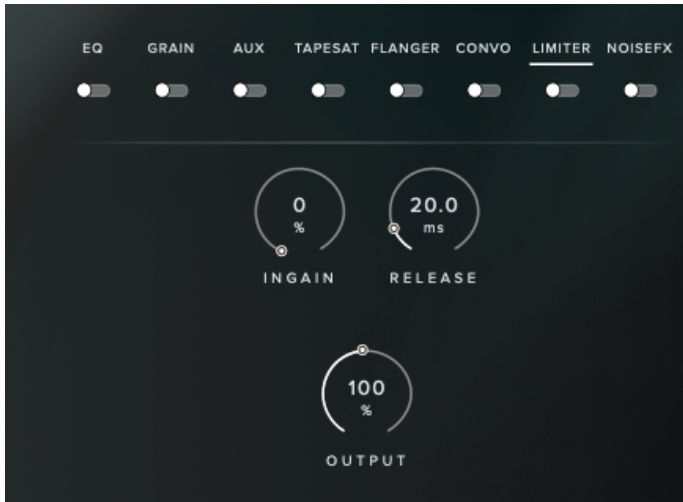 EQ GRAIN AUX TAPESAT FLANGER CONVO LIMITER NOISEFX
0 20.0
% ms
INGAIN RELEASE
100
%
OUTPUT